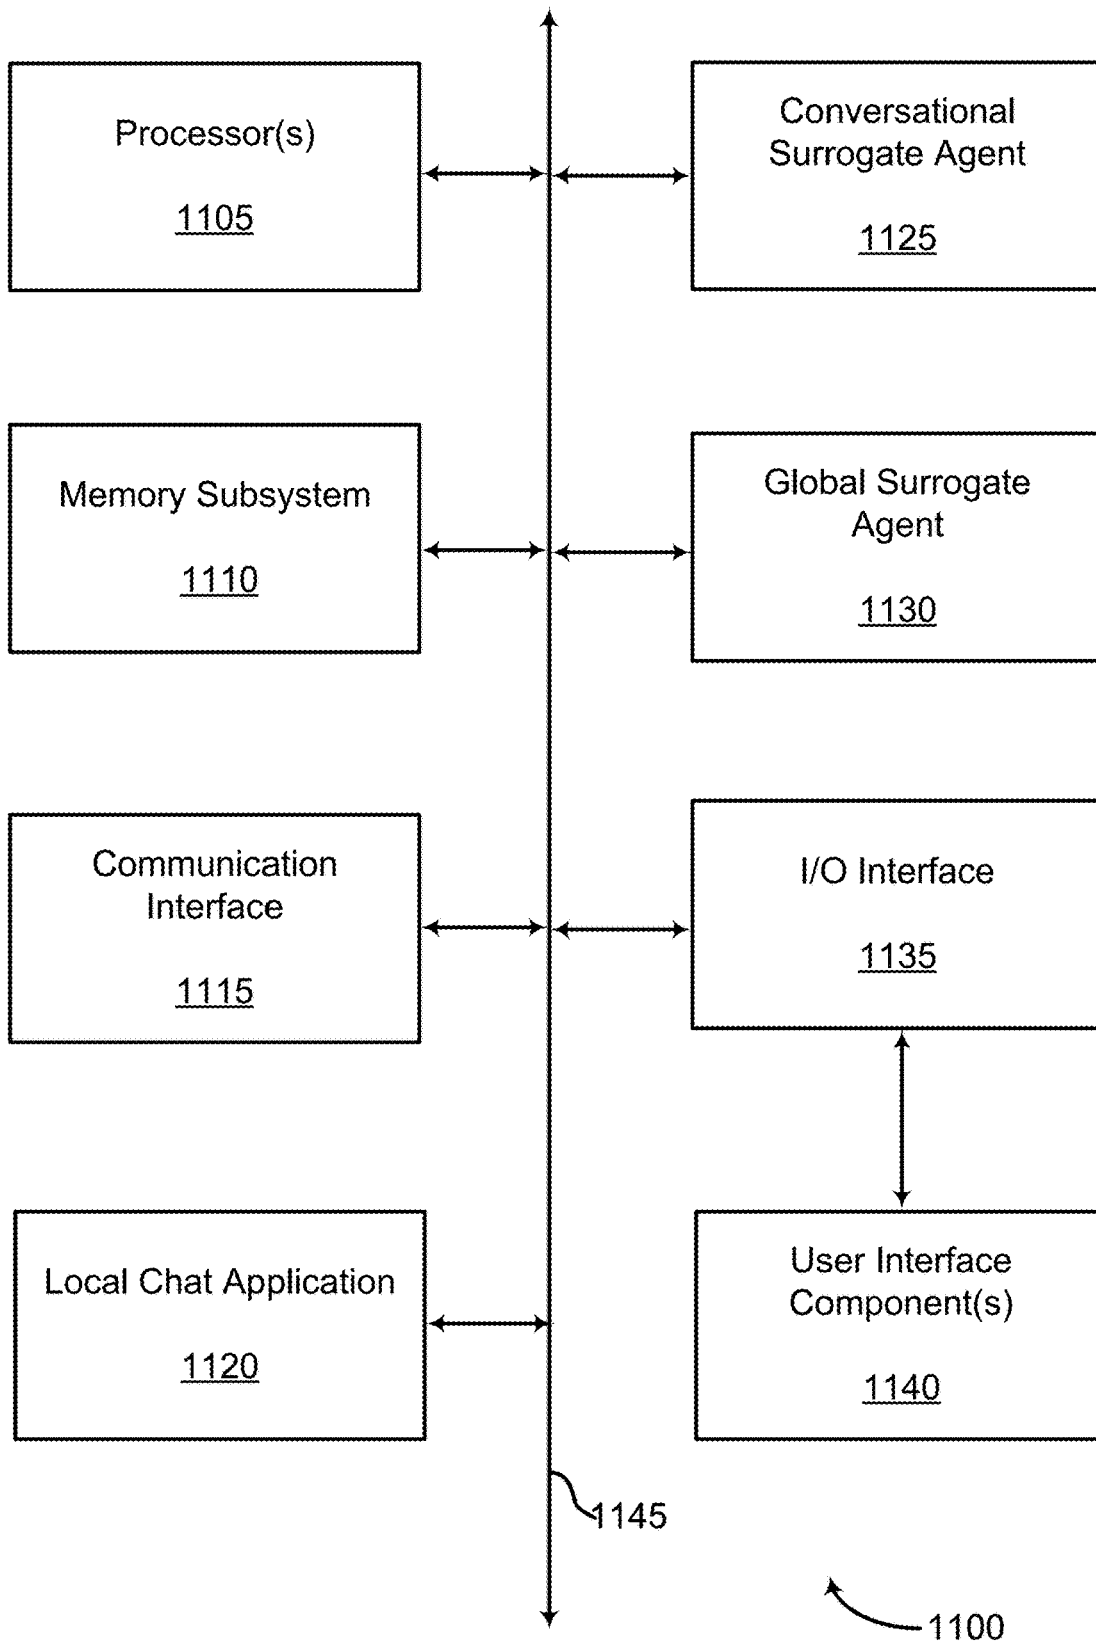 Processor(s)
1105
Conversational
Surrogate Agent
1125
Memory Subsystem
1110
Global Surrogate
Agent
1130
Communication
Interface
1115
I/O Interface
1135
Local Chat Application
1120
User Interface
Component(s)
1140
1145
1100